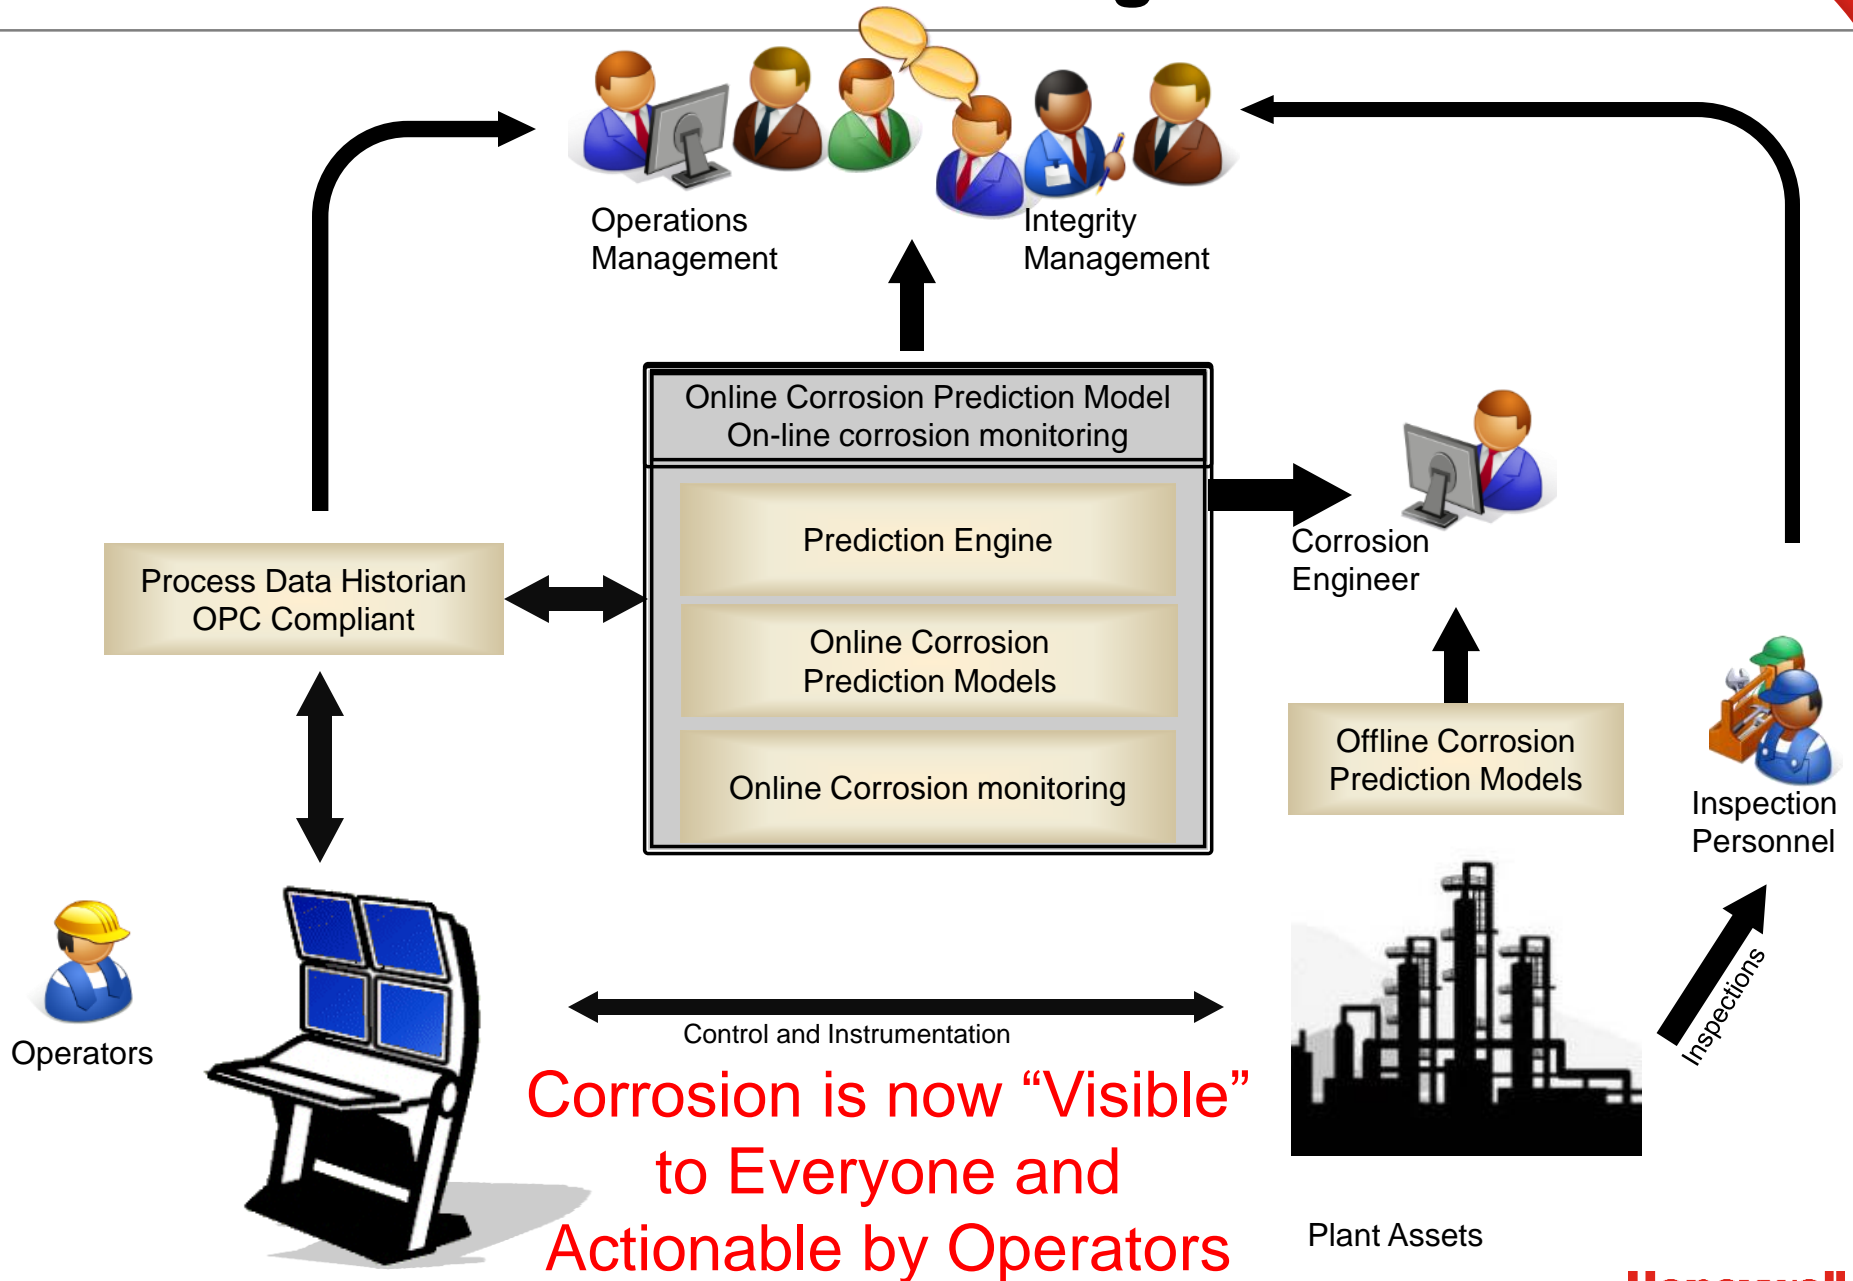 Operations
Management
Integrity
Management
Online Corrosion Prediction Model
On-line corrosion monitoring
Prediction Engine
Corrosion
Engineer
Process Data Historian
OPC Compliant
Online Corrosion
Prediction Models
Offline Corrosion
Prediction Models
Online Corrosion monitoring
Inspection
Personnel
Inspections
Operators
Control and Instrumentation
Corrosion is now “Visible”
to Everyone and
Actionable by Operators
Plant Assets